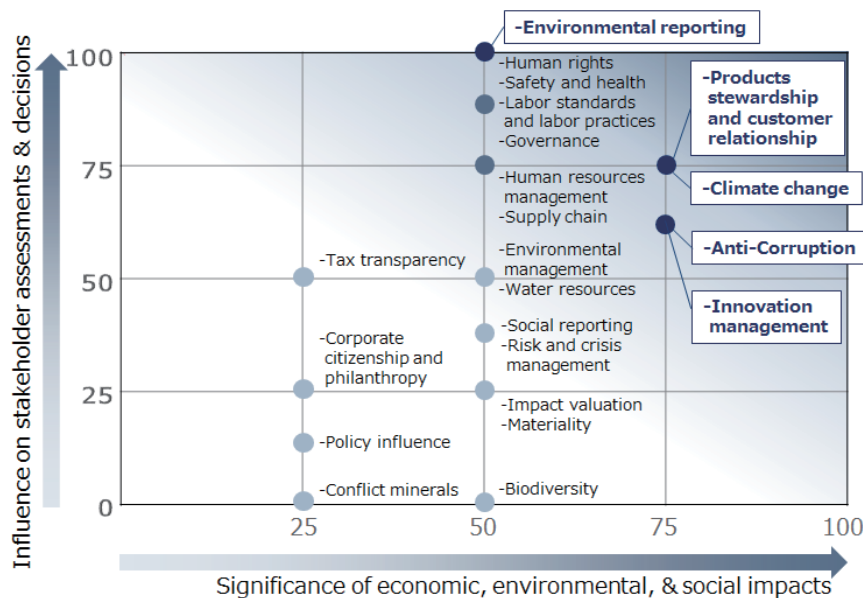 -Environmental reporting
100
-Human rights
-Safety and health
-Labor standards
and labor practices
-Governance
-Products
stewardship
and customer
relationship
75
-Human resources
management
-Supply chain
-Climate change
-Tax transparency
-Environmental
management
-Water resources
-Anti-Corruption
50
-Social reporting
-Risk and crisis
management
-Innovation
management
-Corporate
citizenship and
philanthropy
25
-Impact valuation
-Materiality
-Policy influence
-Conflict minerals
-Biodiversity
0
25
50
75
100
Influence on stakeholder assessments & decisions
Significance of economic, environmental, & social impacts